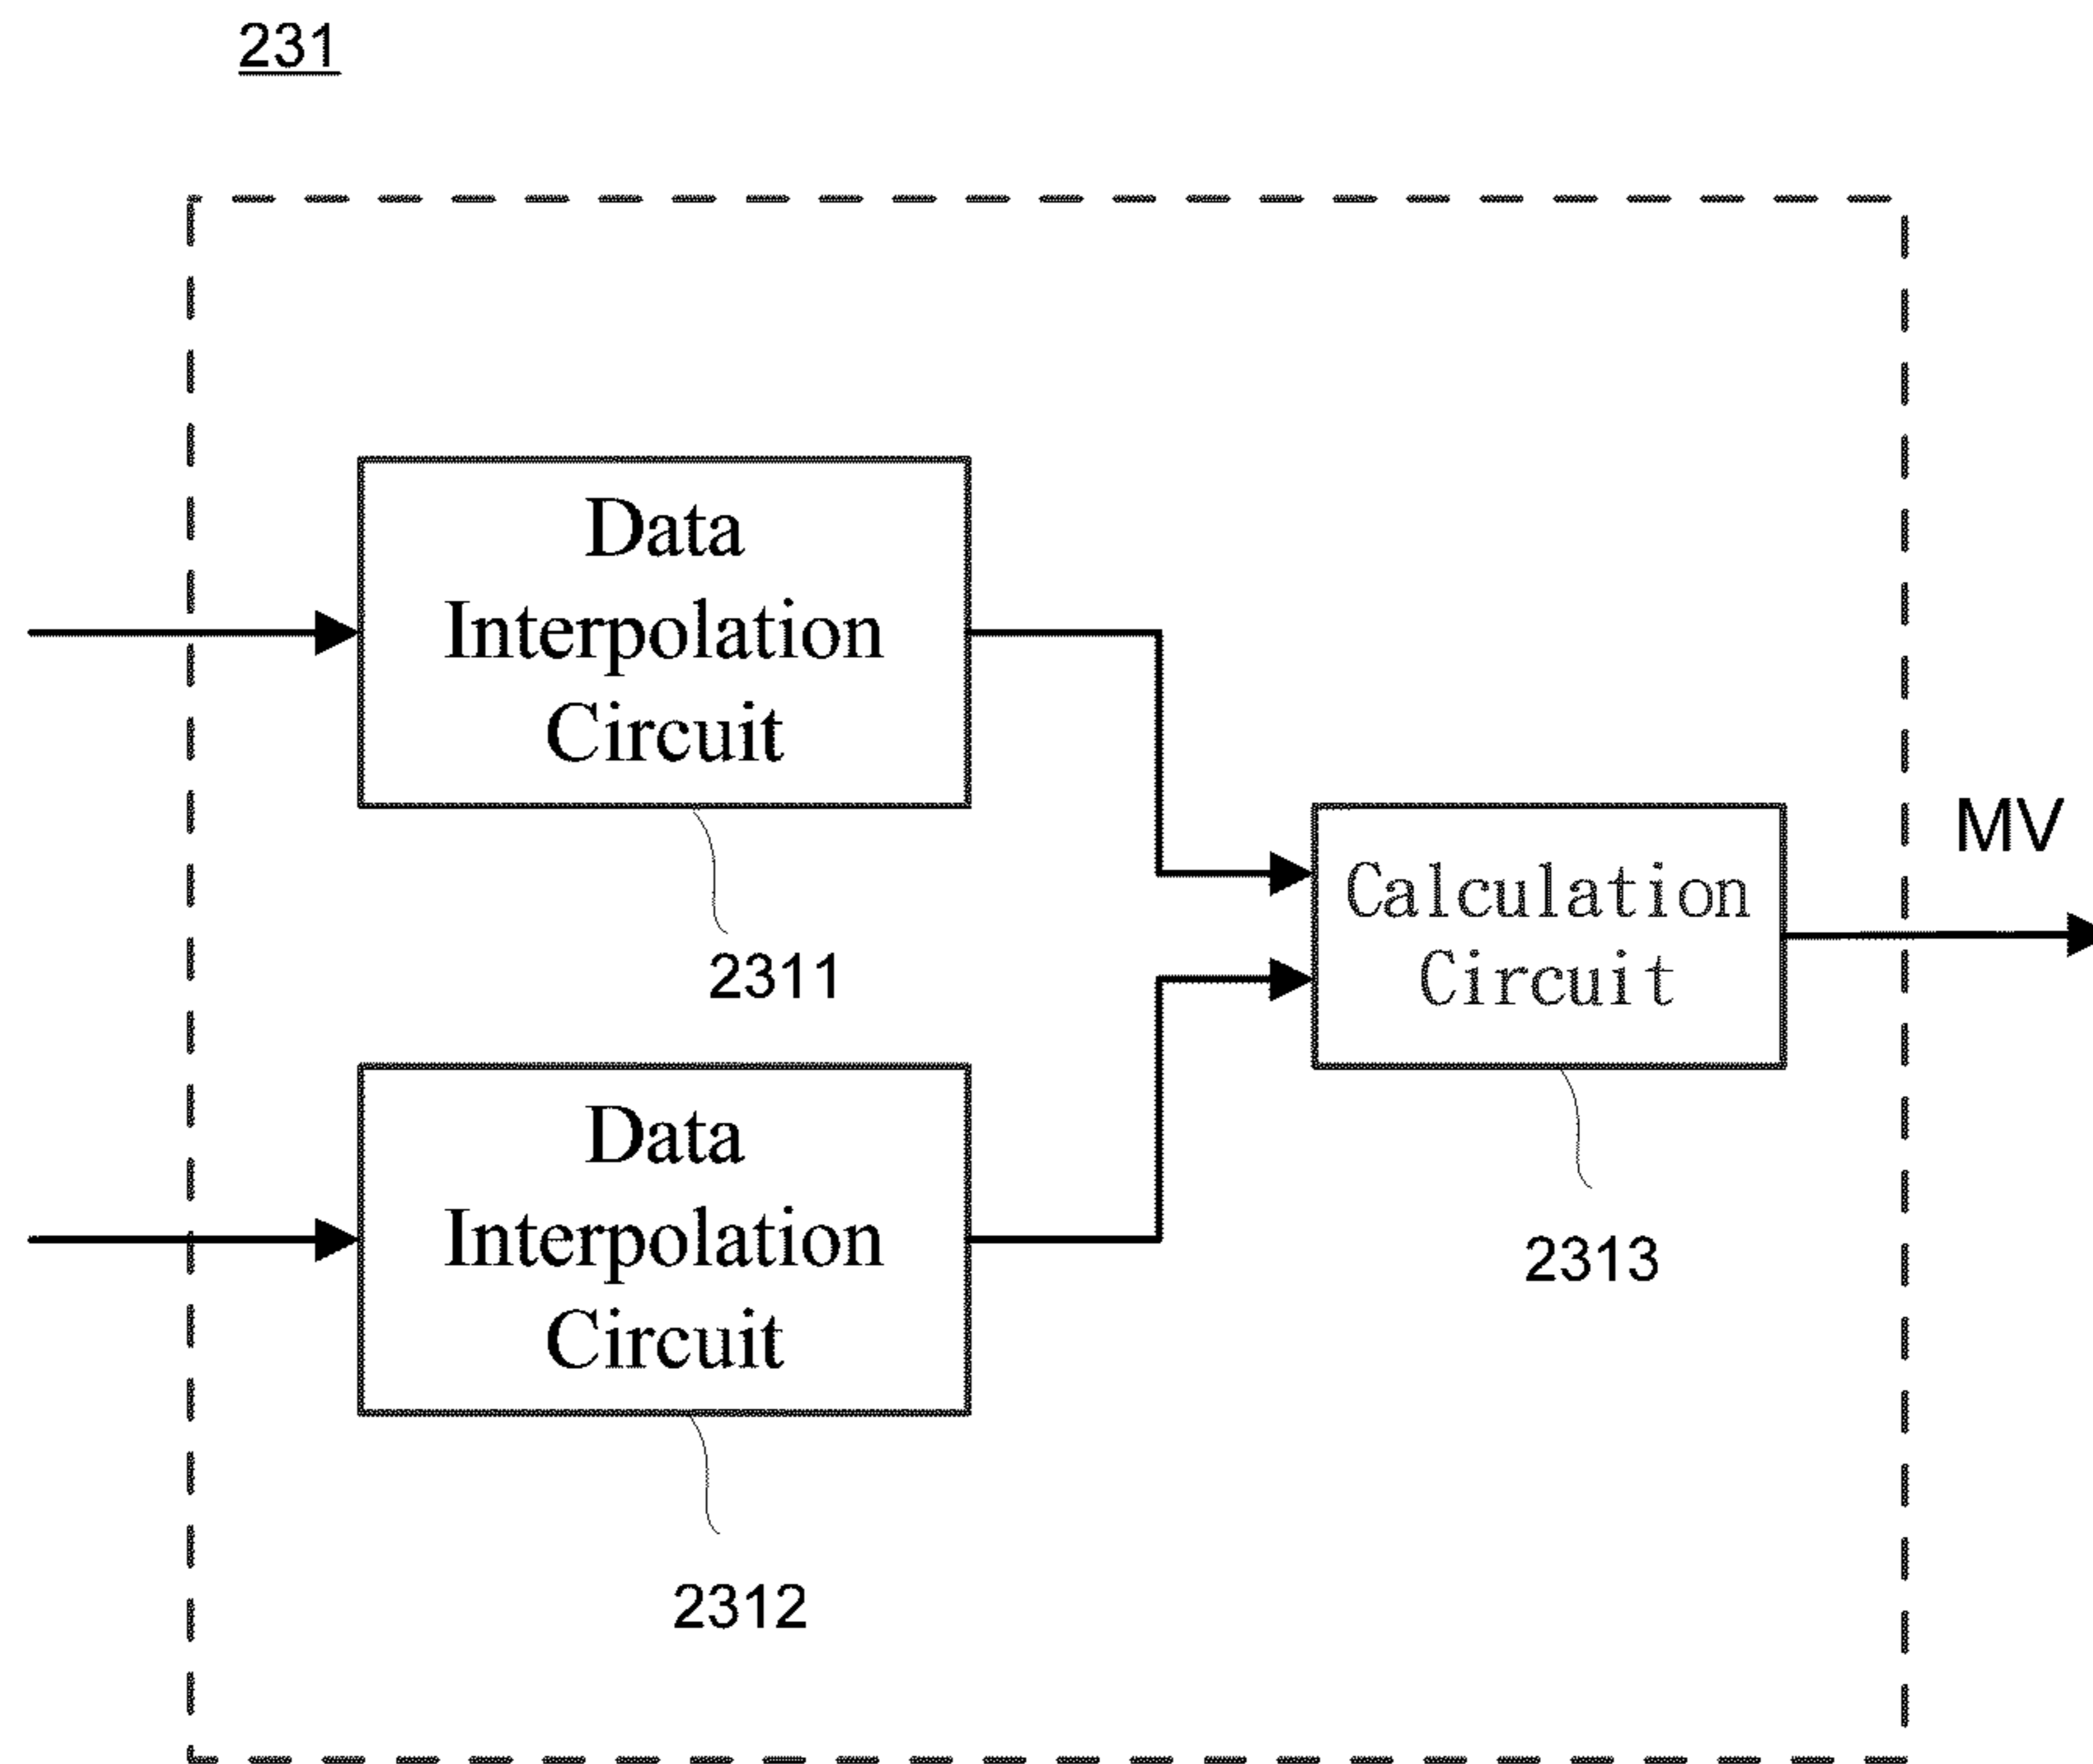 231
Data
Interpolation
Circuit
2311
MV
Calculation
Circuit
2313
Data
Interpolation
Circuit
2312